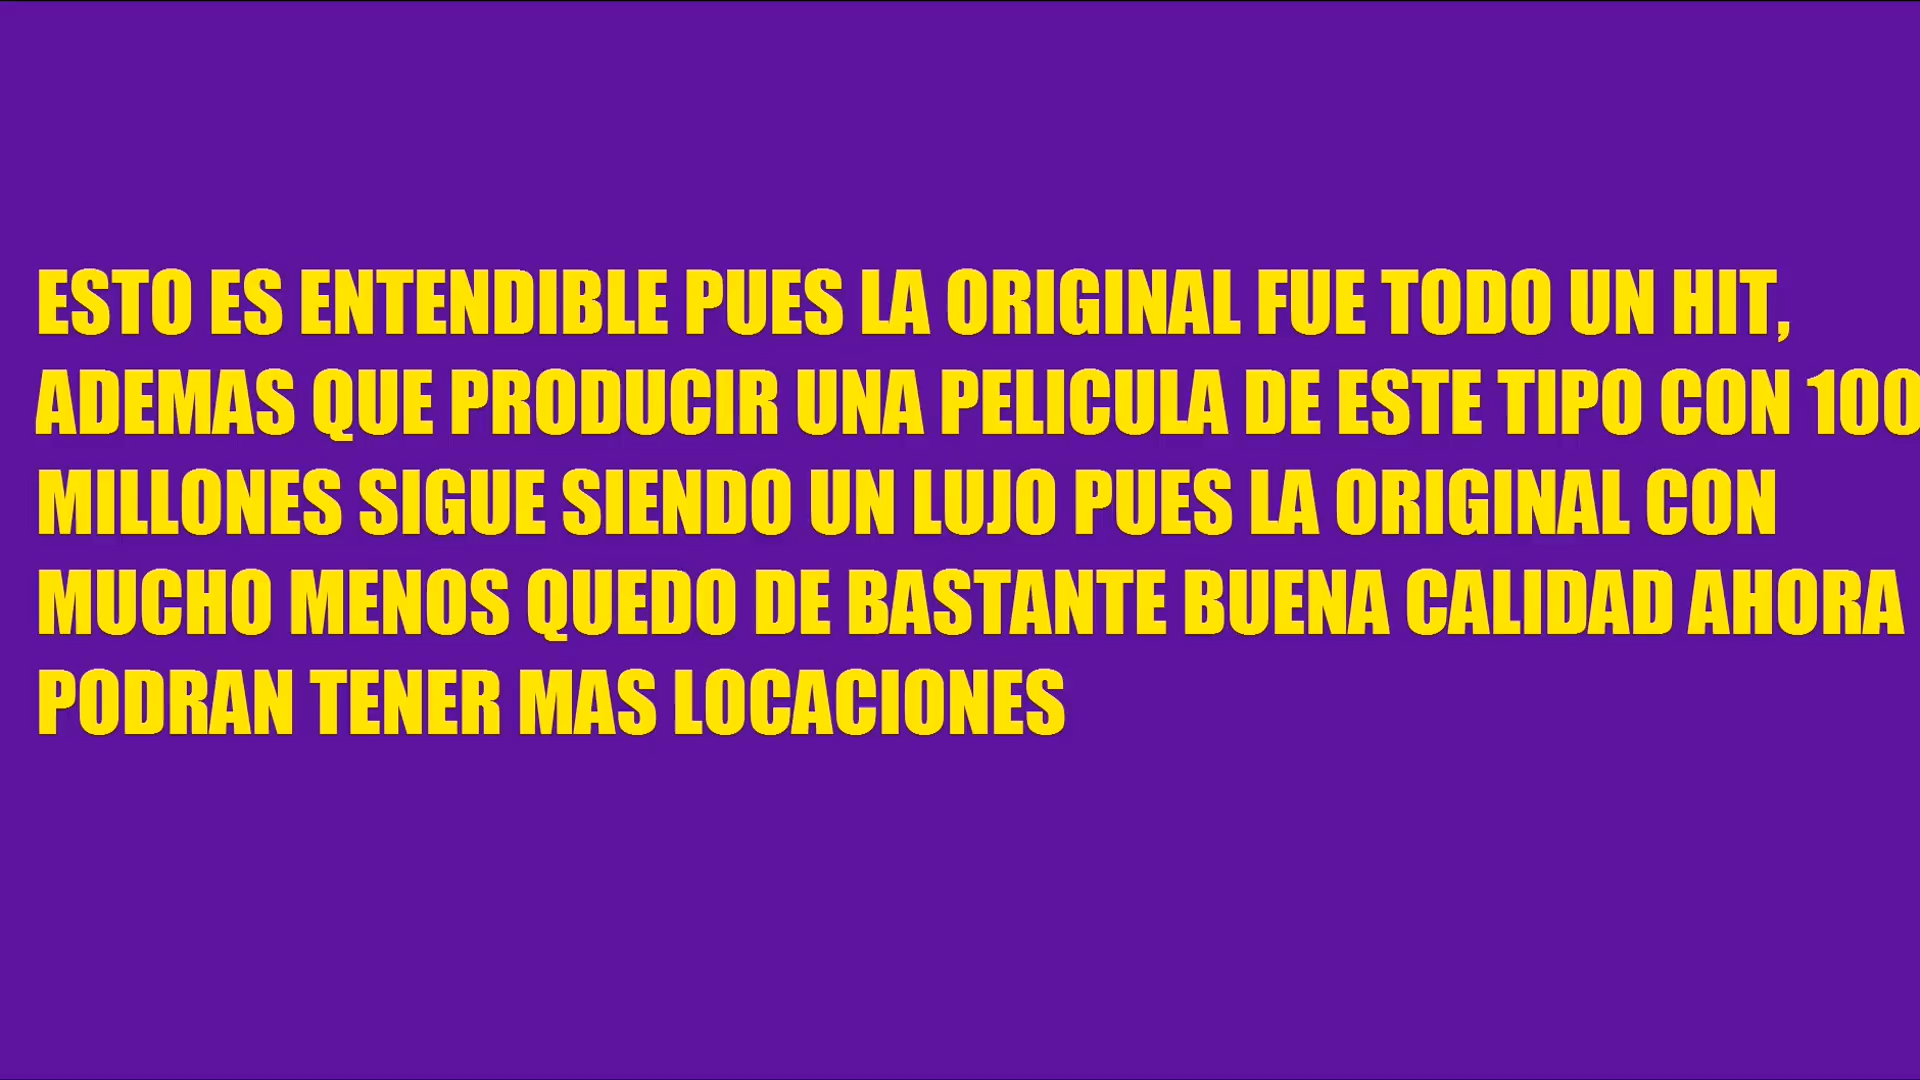 ESTO ES ENTENDIBLE PUES LA ORIGINAL FUE TODO UN HIT,
ADEMAS QUE PRODUCIR UNA PELICULA DE ESTE TIPO CON 100
MILLONES SIGUE SIENDO UN LUJO PUES LA ORIGINAL CON
MUCHO MENOS QUEDO DE BASTANTE BUENA CALIDAD AHORA
PODRAN TENER MAS LOCACIONES